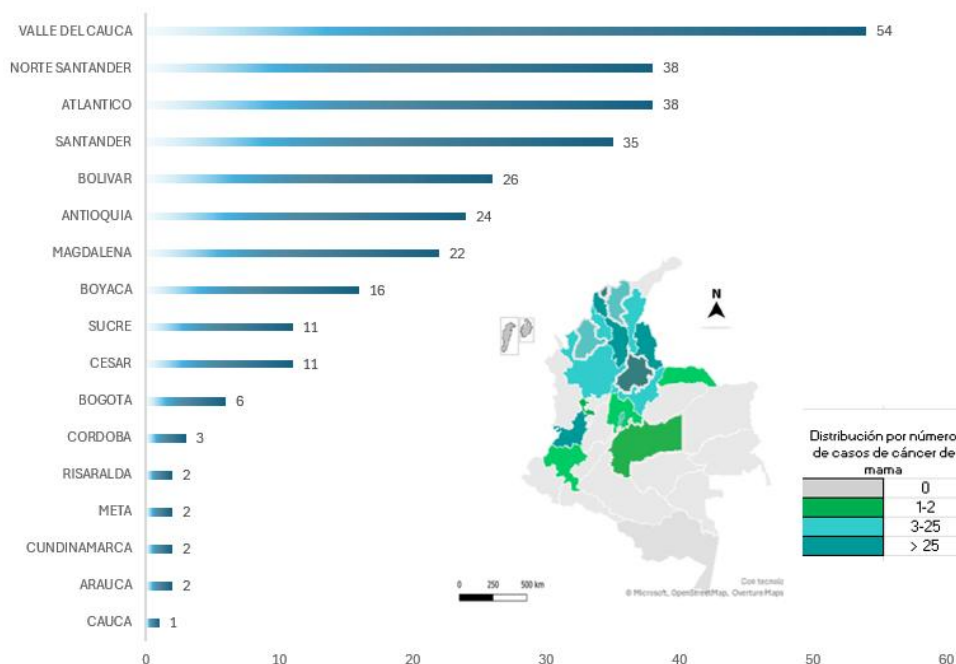 VALLE DEL CAUCA 54
NORTE SANTANDER 38
ATLANTICO 38
SANTANDER 35
BOLIVAR 26
ANTIOQUIA 24
MAGDALENA 22
BOYACA 16
SUCRE 11
CESAR 11
BOGOTA 6
CORDOBA 3
RISARALDA 2
META 2
CUNDINAMARCA 2
ARAUCA 2
CAUCA 1
0 10 20 30 40 50 60
N
0 250 500 km
Con tecnolo
© Microsoft, OpenStreetMap, Overture Maps
Distribución por número
de casos de cáncer de
mama
0
1-2
3-25
> 25